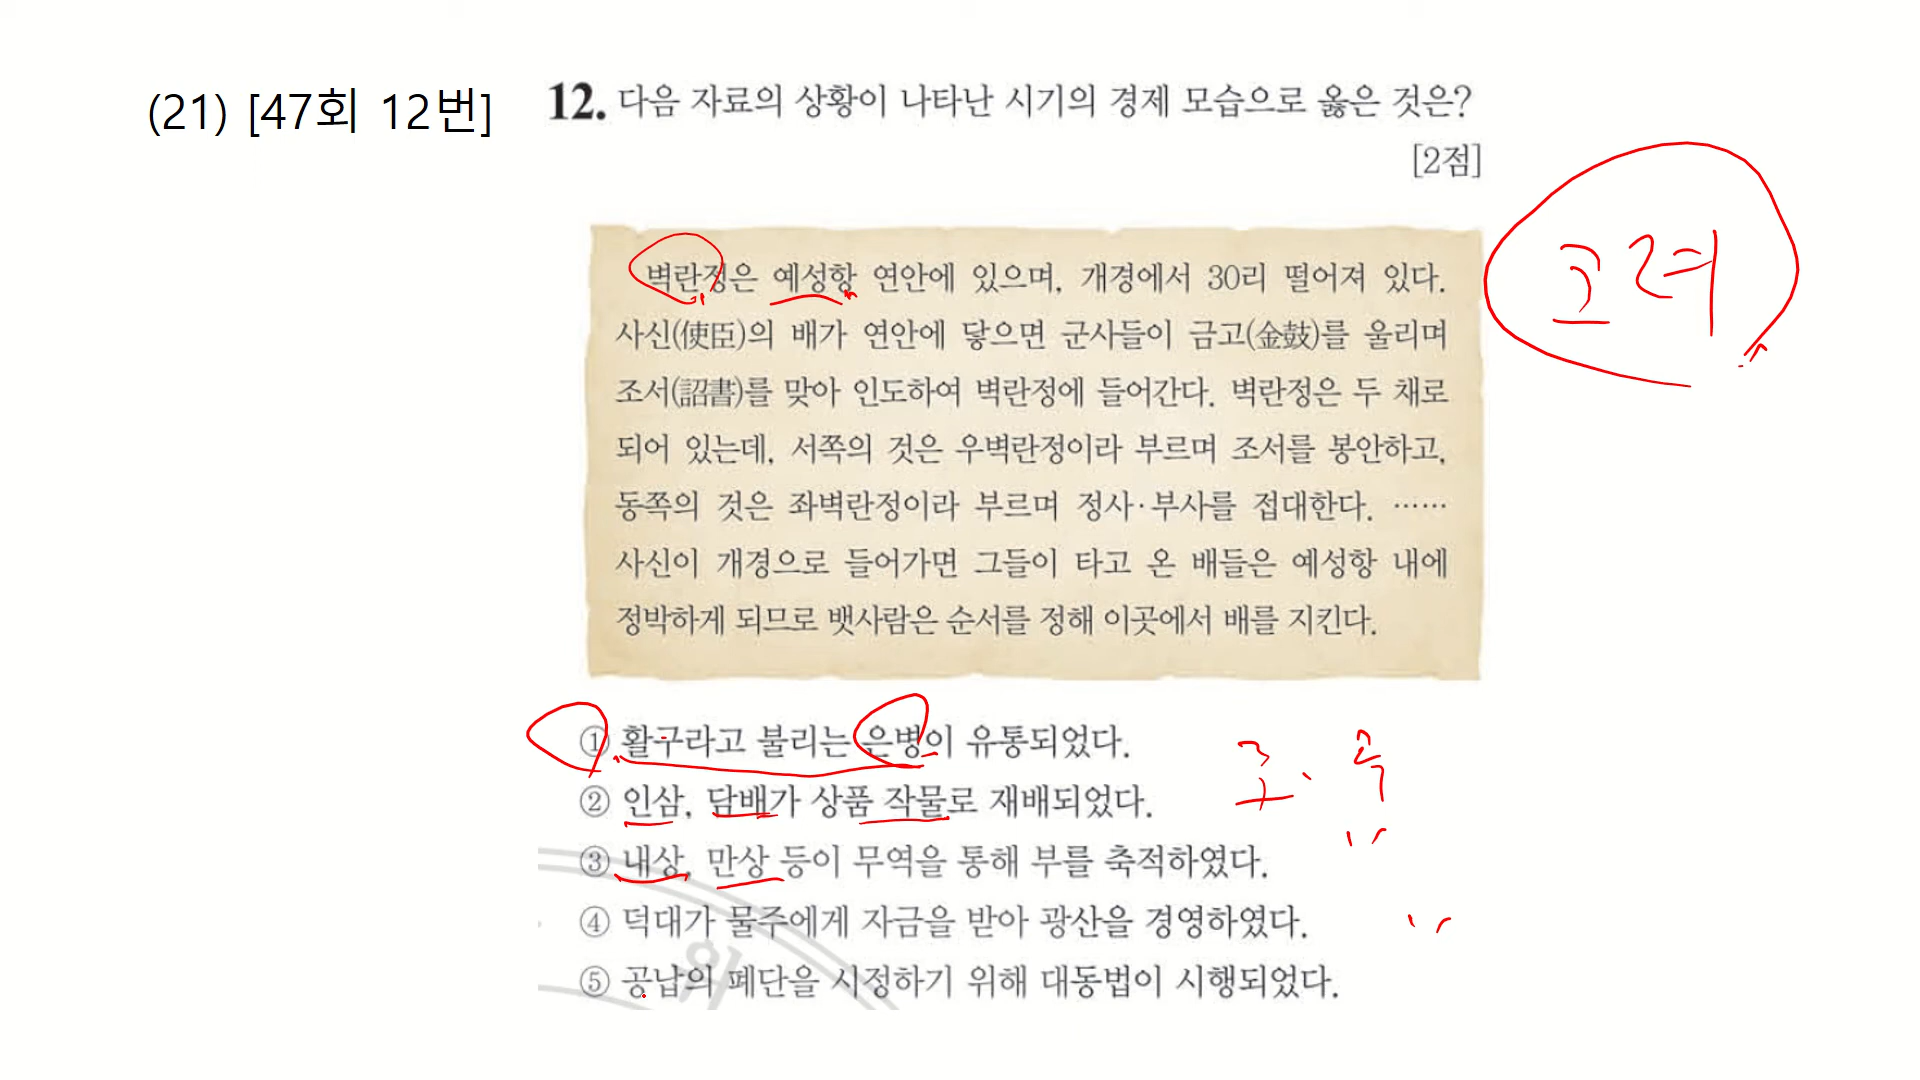 (21) [47회 12번]
12. 다음 자료의 상황이 나타난 시기의 경제 모습으로 옳은 것은?
[2점]
벽란정은 예성항 연안에 있으며, 개경에서 30리 떨어져 있다.
사신(使臣)의 배가 연안에 닿으면 군사들이 금고(金鼓)를 울리며
조서(詔書)를 맞아 인도하여 벽란정에 들어간다. 벽란정은 두 채로
되어 있는데, 서쪽의 것은 우벽란정이라 부르며 조서를 봉안하고,
동쪽의 것은 좌벽란정이라 부르며 정사·부사를 접대한다. ……
사신이 개경으로 들어가면 그들이 타고 온 배들은 예성항 내에
정박하게 되므로 뱃사람은 순서를 정해 이곳에서 배를 지킨다.
고려
① 활구라고 불리는 은병이 유통되었다.
② 인삼, 담배가 상품 작물로 재배되었다.
③ 내상, 만상 등이 무역을 통해 부를 축적하였다.
④ 덕대가 물주에게 자금을 받아 광산을 경영하였다.
⑤ 공납의 폐단을 시정하기 위해 대동법이 시행되었다.